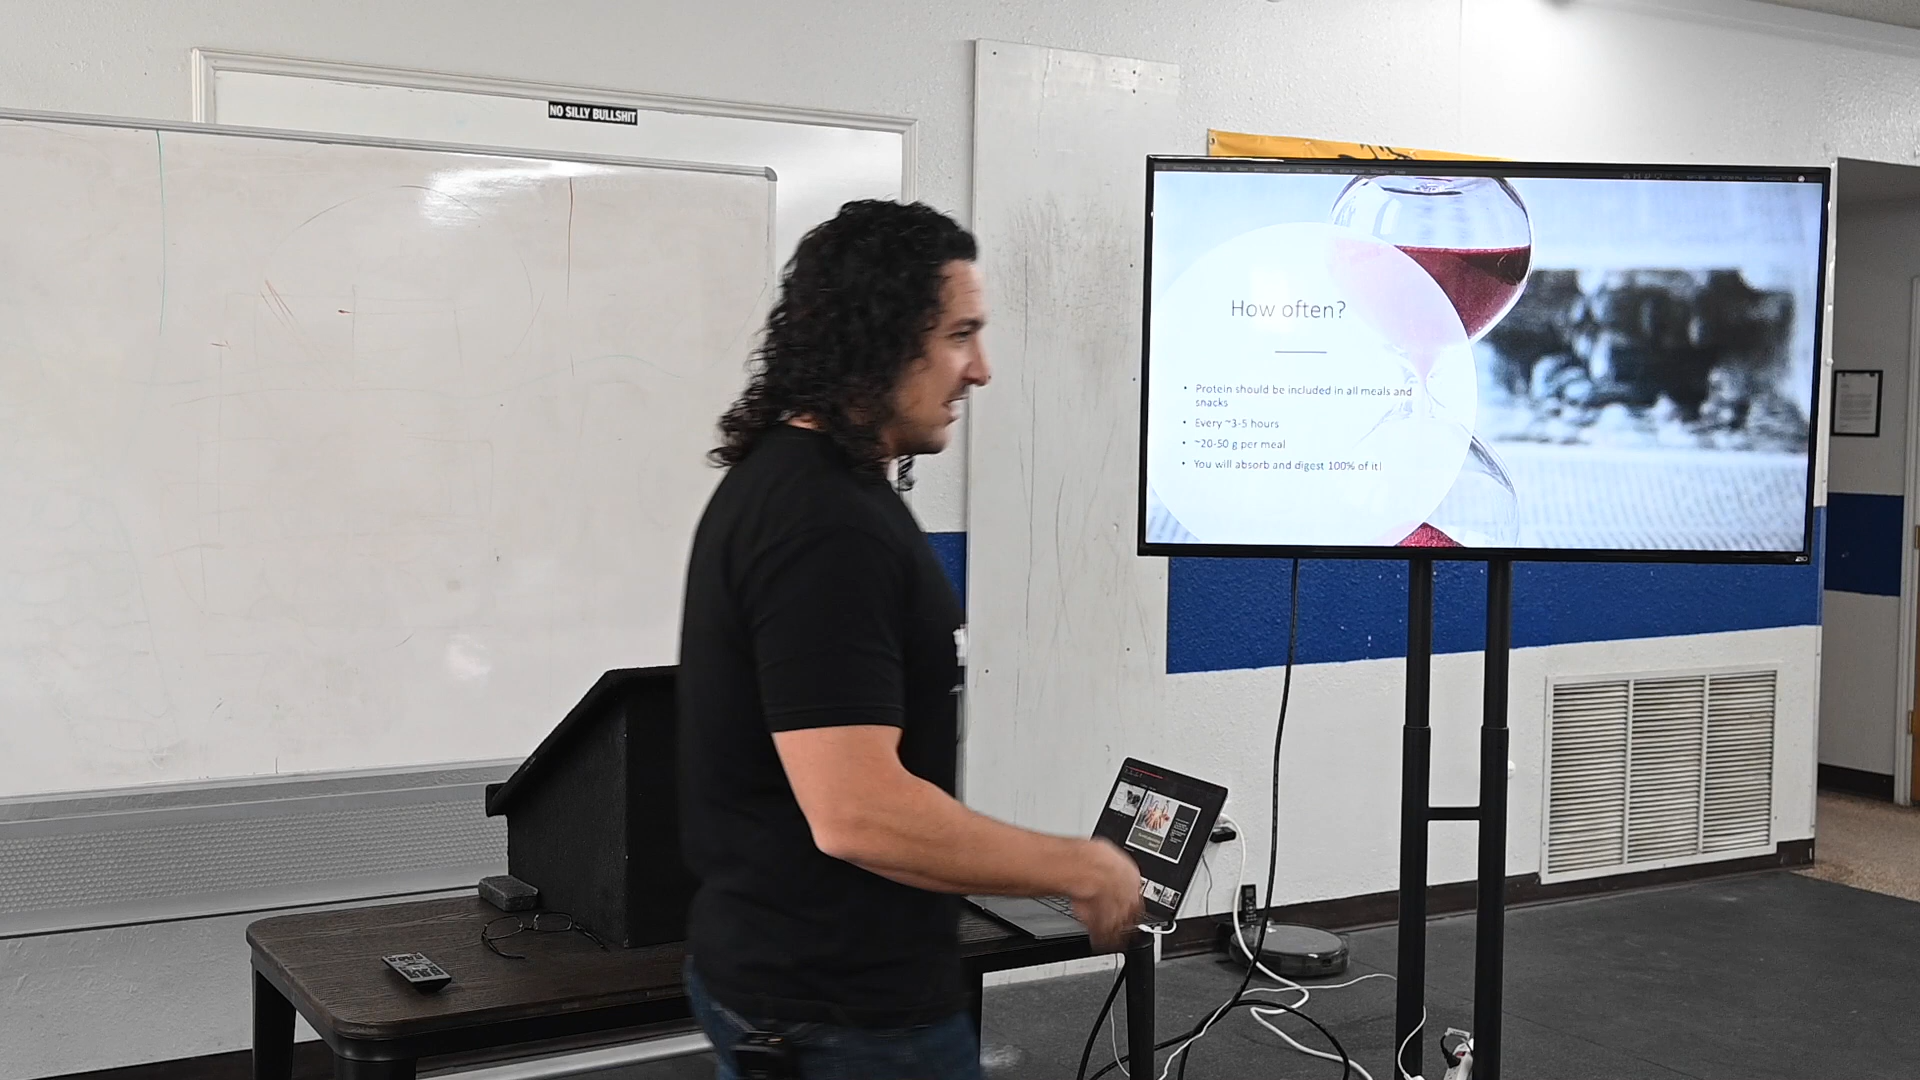 NO SILLY BULLSHIT
How often?
• Protein should be included in all meals and
snacks
• Every ~3-5 hours
• ~20-50 g per meal
• You will absorb and digest 100% of it!